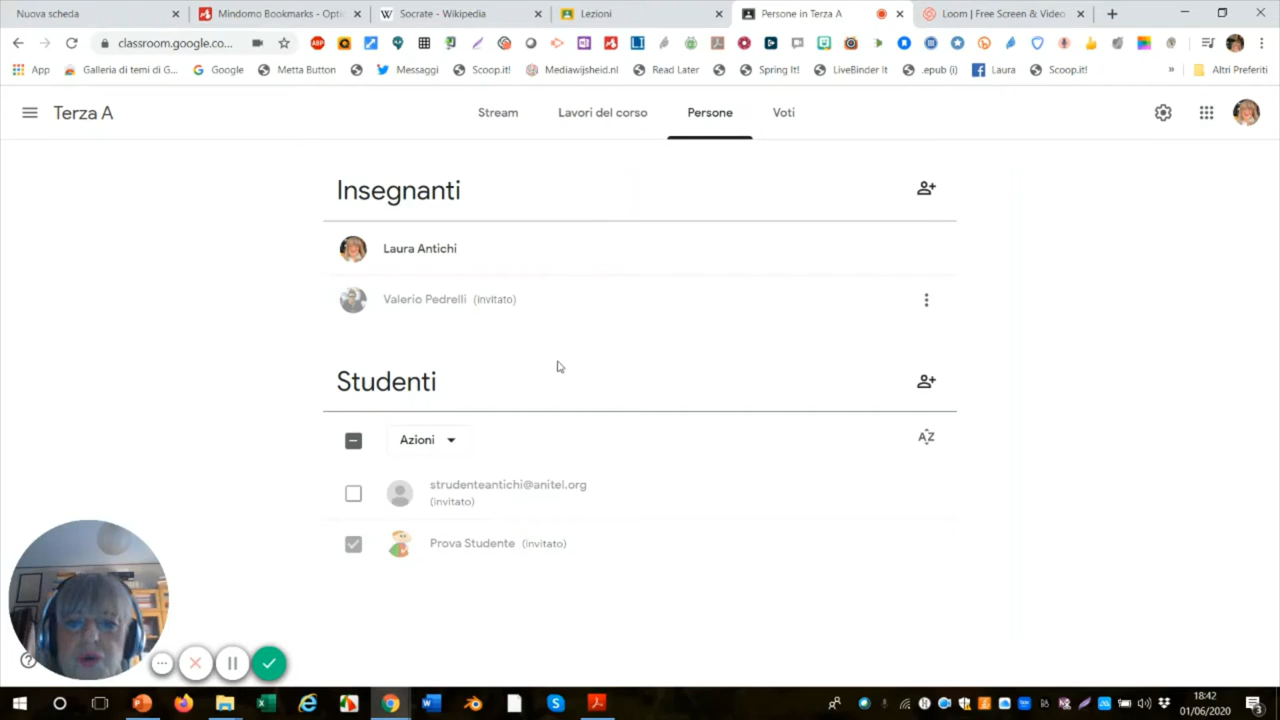 Nuova scheda
Mindomo Bookmarks - Opti
Socrate - Wikipedia
Lezioni
Persone in Terza A
Loom | Free Screen & Video
classroom.google.co...
App
Galleria di temi di G...
Google
Metta Button
Messaggi
Scoop.it!
Mediawijsheid.nl
Read Later
Spring It!
LiveBinder It
.epub (i)
Laura
Scoop.it!
»
Altri Preferiti
Terza A
Stream
Lavori del corso
Persone
Voti
Insegnanti
Laura Antichi
Valerio Pedrelli (invitato)
Studenti
Azioni
AZ
strudenteantichi@anitel.org
(invitato)
Prova Studente (invitato)
18:42
01/06/2020